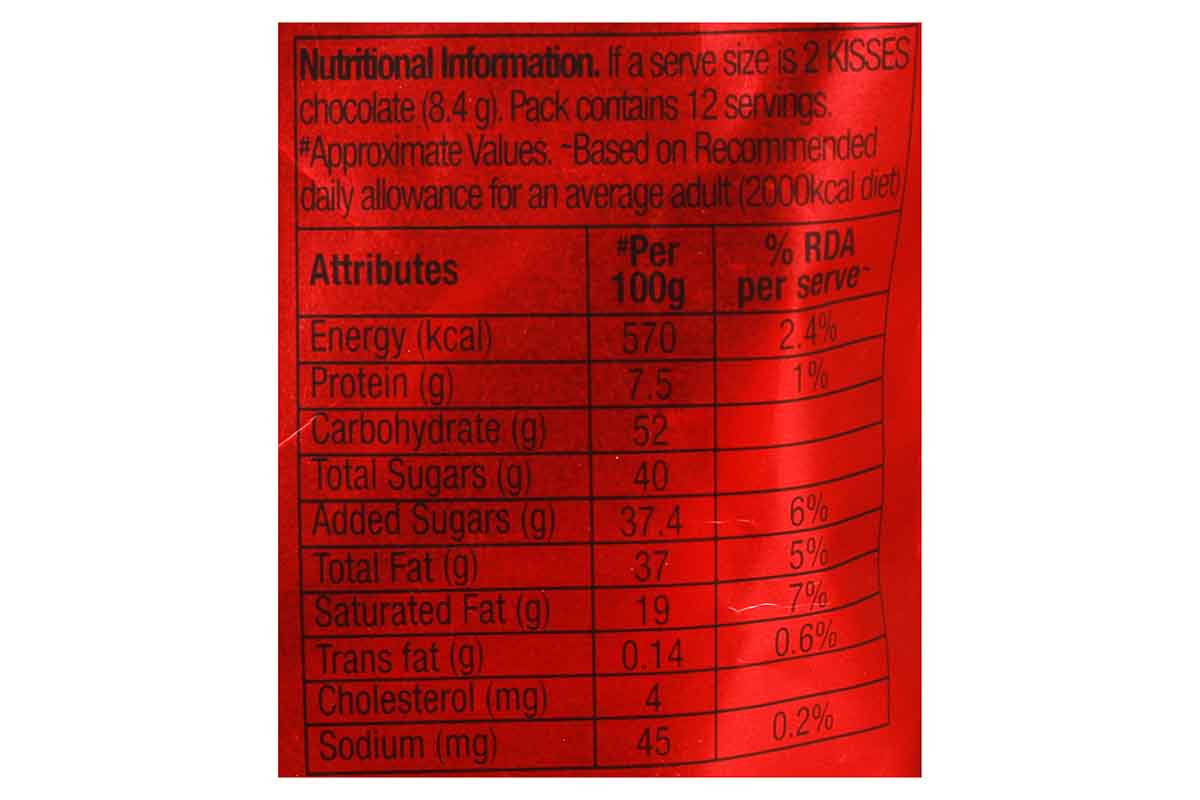 Nutritional Information. If a serve size is 2 KISSES
chocolate (8.4 g). Pack contains 12 servings.
#Approximate Values. ~Based on Recommended
daily allowance for an average adult (2000kcal diet)
Attributes #Per 100g % RDA per serve~
Energy (kcal) 570 2.4%
Protein (g) 7.5 1%
Carbohydrate (g) 52
Total Sugars (g) 40
Added Sugars (g) 37.4 6%
Total Fat (g) 37 5%
Saturated Fat (g) 19 7%
Trans fat (g) 0.14 0.6%
Cholesterol (mg) 4
Sodium (mg) 45 0.2%